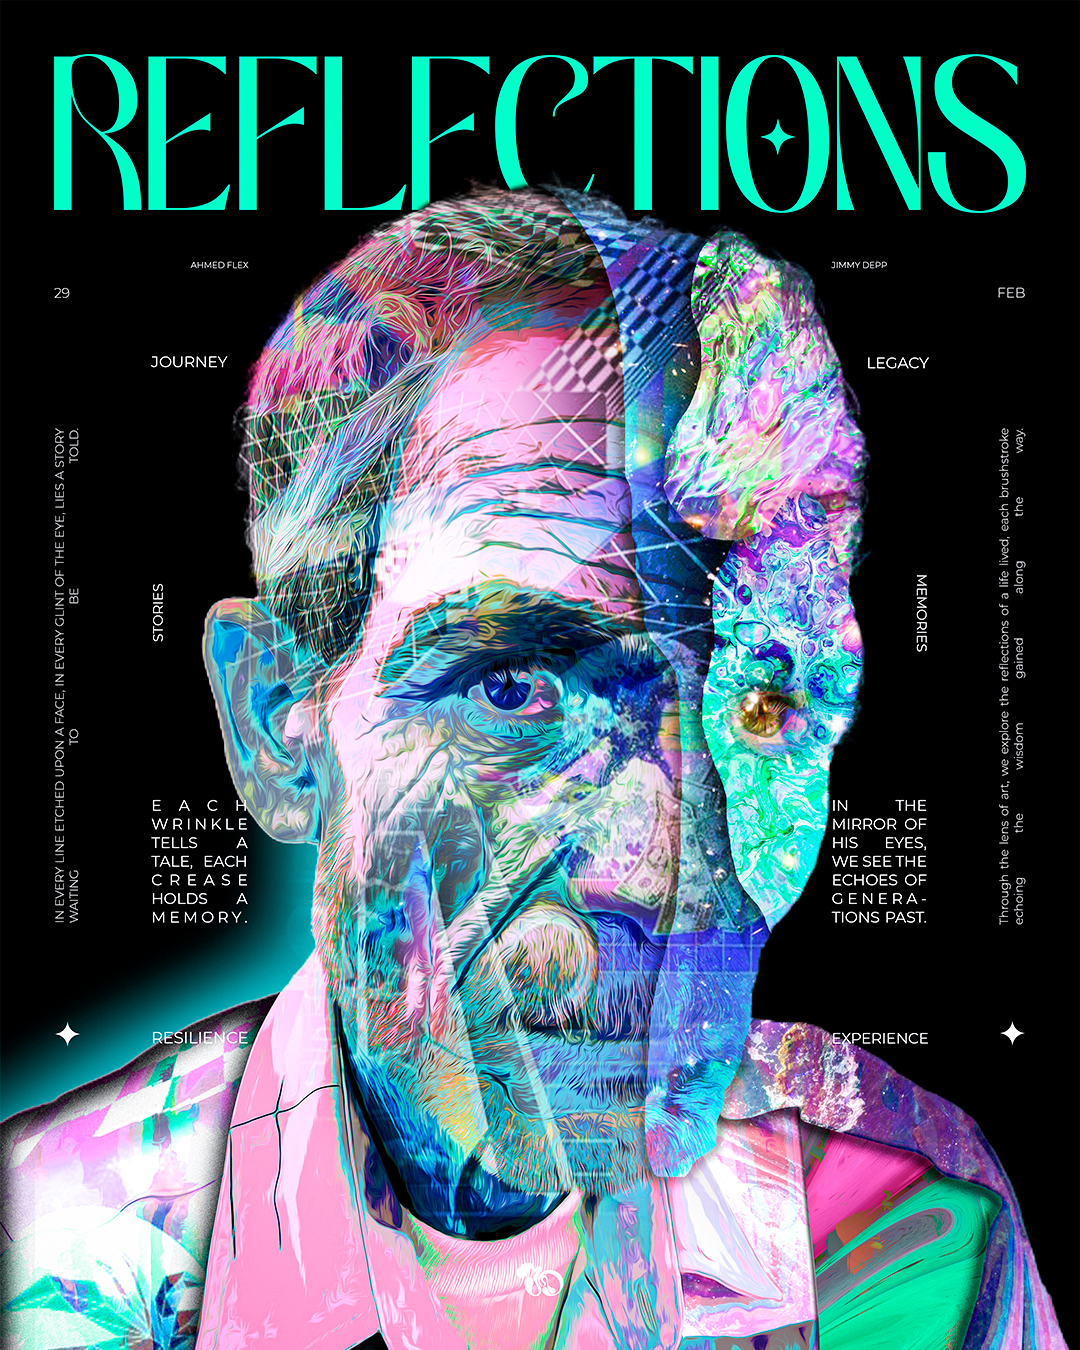 REFLECTIONS
AHMED FLEX
JIMMY DEPP
29
FEB
JOURNEY
LEGACY
IN EVERY LINE ETCHED UPON A FACE, IN EVERY GLINT OF THE EYE, LIES A STORY
WAITING TO BE TOLD.
STORIES
MEMORIES
Through the lens of art, we explore the reflections of a life lived, each brushstroke
echoing the wisdom gained along the way.
EACH
WRINKLE
TELLS A
TALE, EACH
CREASE
HOLDS A
MEMORY.
IN THE
MIRROR OF
HIS EYES,
WE SEE THE
ECHOES OF
GENERA-
TIONS PAST.
RESILIENCE
EXPERIENCE